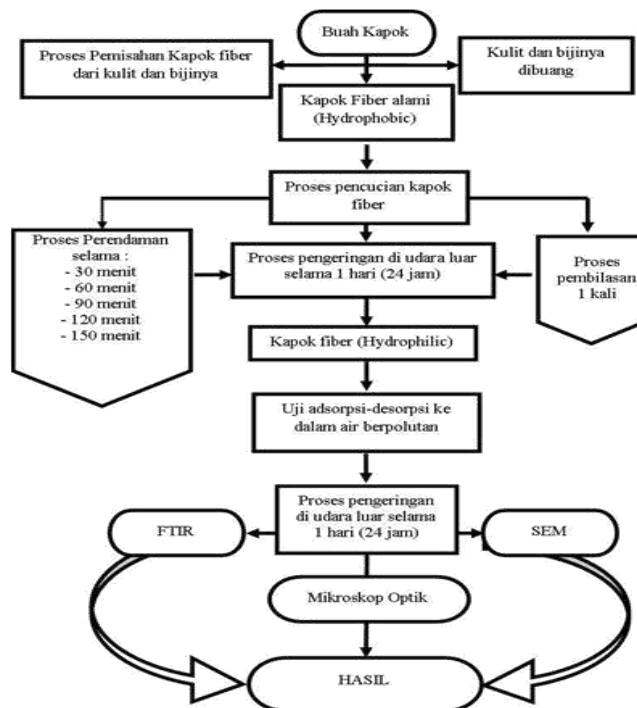 Buah Kapok
Proses Pemisahan Kapok fiber
dari kulit dan bijinya
Kulit dan bijinya
dibuang
Kapok Fiber alami
(Hydrophobic)
Proses pencucian kapok
fiber
Proses Perendaman
selama :
- 30 menit
- 60 menit
- 90 menit
- 120 menit
- 150 menit
Proses pengeringan di udara luar
selama 1 hari (24 jam)
Proses
pembilasan
1 kali
Kapok fiber (Hydrophilic)
Uji adsorpsi-desorpsi ke
dalam air berpolutan
Proses pengeringan
di udara luar selama
1 hari (24 jam)
FTIR
SEM
Mikroskop Optik
HASIL